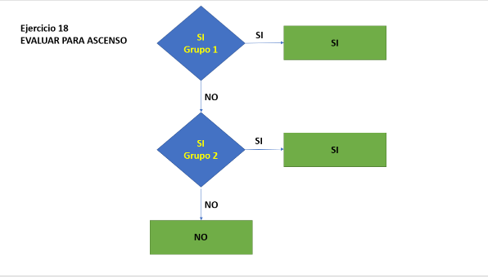 Ejercicio 18
EVALUAR PARA ASCENSO
SI
Grupo 1
SI
SI
NO
SI
Grupo 2
SI
SI
NO
NO